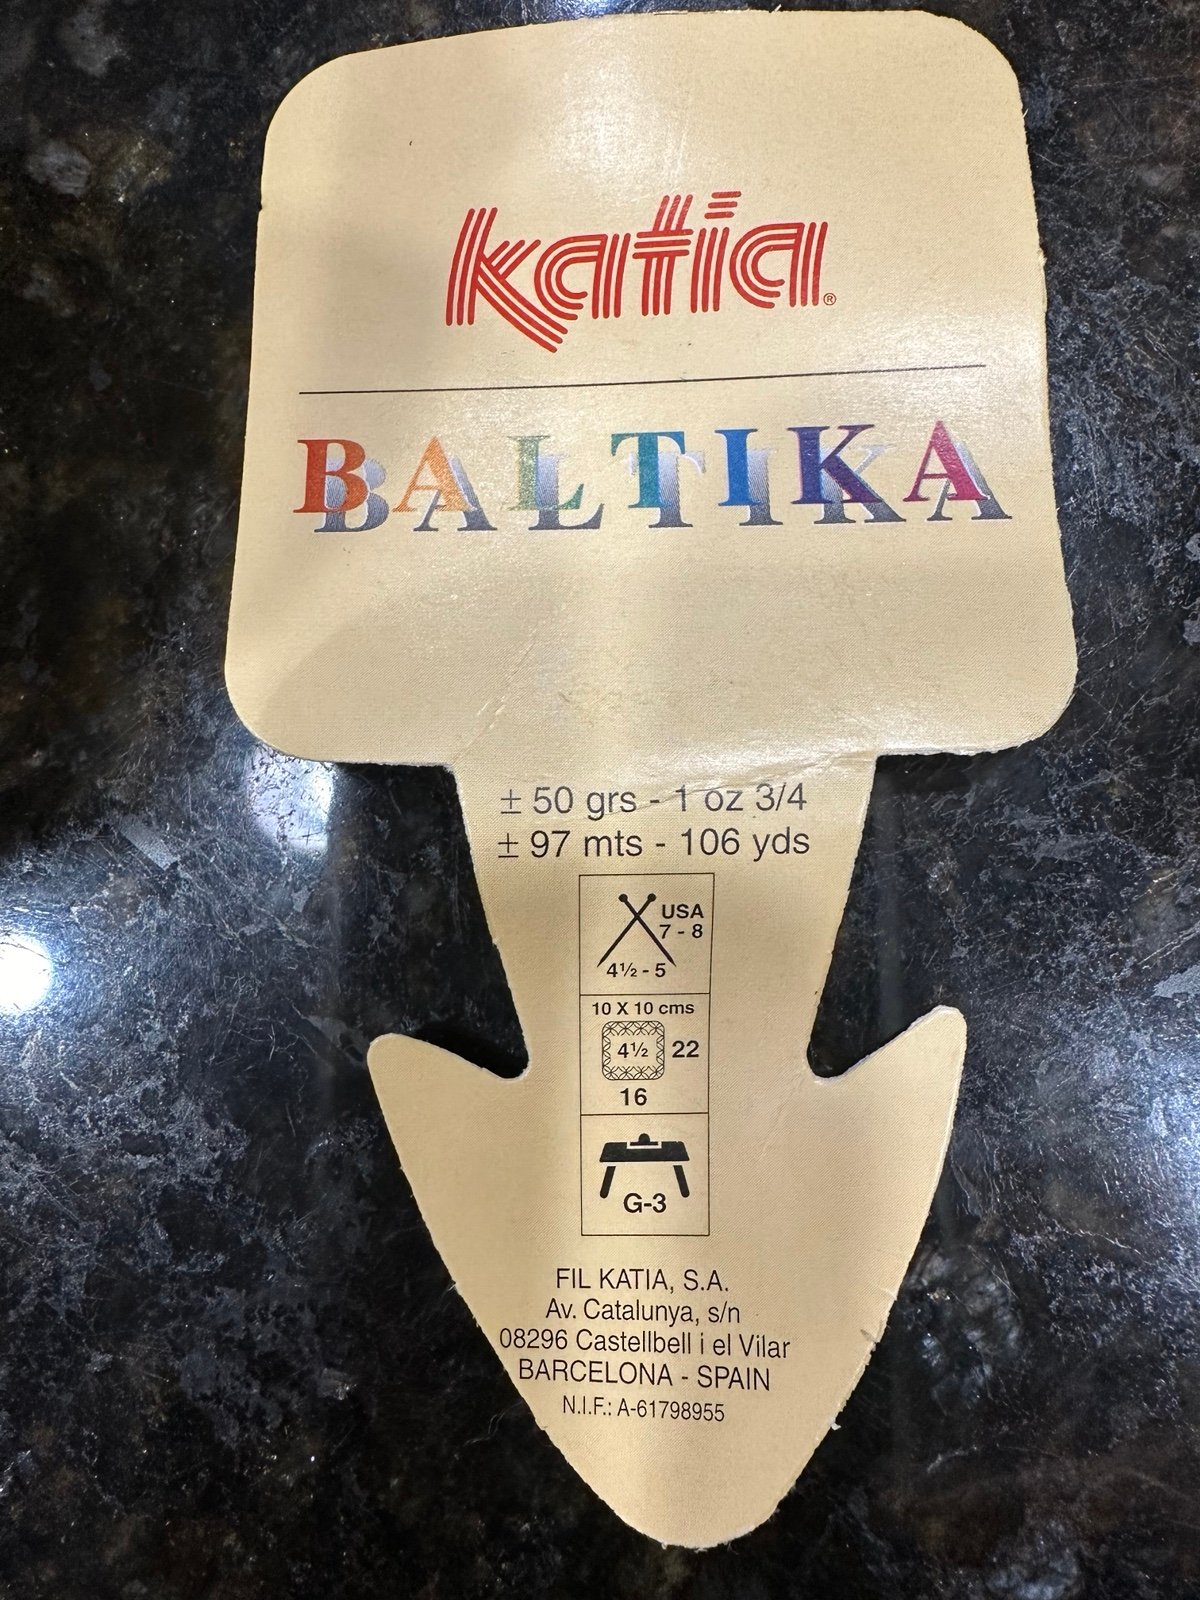 katia®
BALTIKA
± 50 grs - 1 oz 3/4
± 97 mts - 106 yds
USA
7 - 8
4½ - 5
10 X 10 cms
4½ 22
16
G-3
FIL KATIA, S.A.
Av. Catalunya, s/n
08296 Castellbell i el Vilar
BARCELONA - SPAIN
N.I.F.: A-61798955